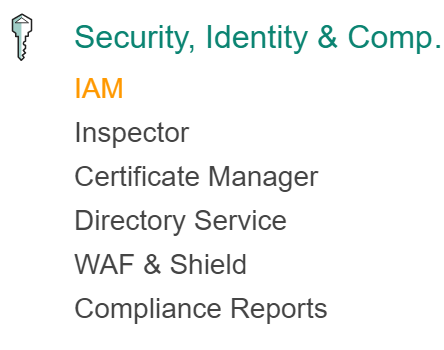 Security, Identity & Comp.
IAM
Inspector
Certificate Manager
Directory Service
WAF & Shield
Compliance Reports